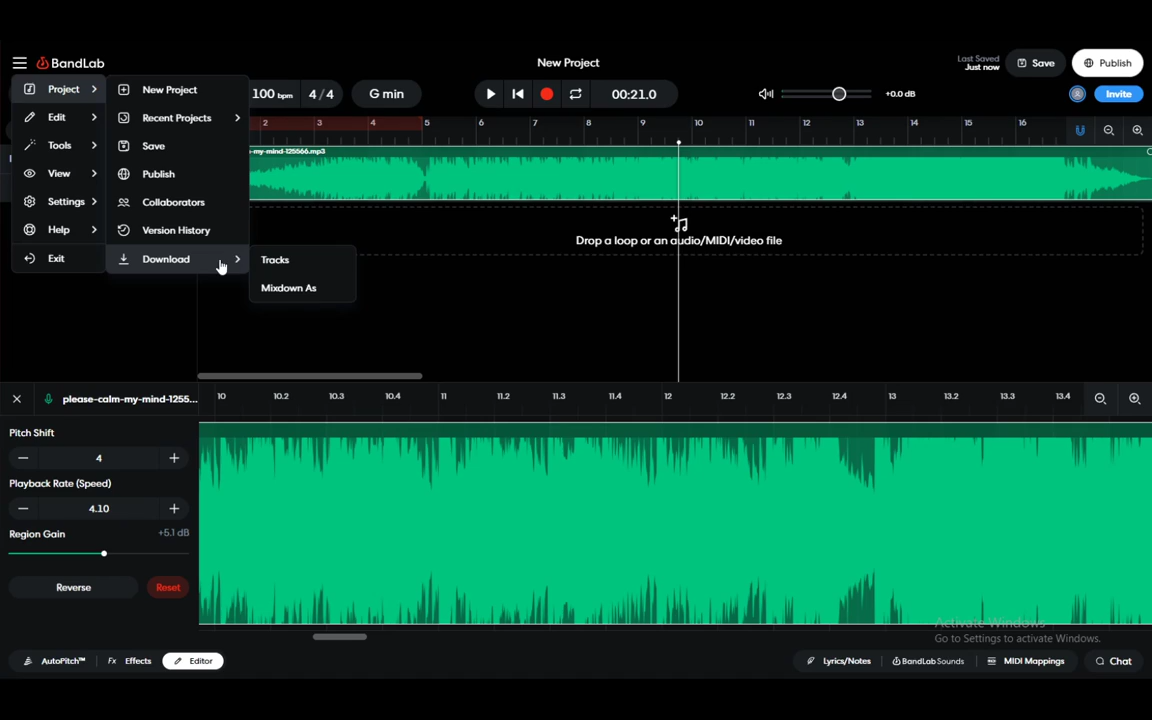 BandLab
New Project
Last Saved
Just now
Save
Publish
Project
Edit
Tools
View
Settings
Help
Exit
New Project
Recent Projects
Save
Publish
Collaborators
Version History
Download
Tracks
Mixdown As
100 bpm
4/4
G min
00:21.0
+0.0 dB
Invite
2 3 4 5 6 7 8 9 10 11 12 13 14 15 16
-my-mind-125566.mp3
Drop a loop or an audio/MIDI/video file
please-calm-my-mind-1255...
10 10.2 10.3 10.4 11 11.2 11.3 11.4 12 12.2 12.3 12.4 13 13.2 13.3 13.4
Pitch Shift
4
Playback Rate (Speed)
4.10
Region Gain +5.1 dB
Reverse
Reset
Activate Windows
Go to Settings to activate Windows.
AutoPitch™
Fx Effects
Editor
Lyrics/Notes
BandLab Sounds
MIDI Mappings
Chat